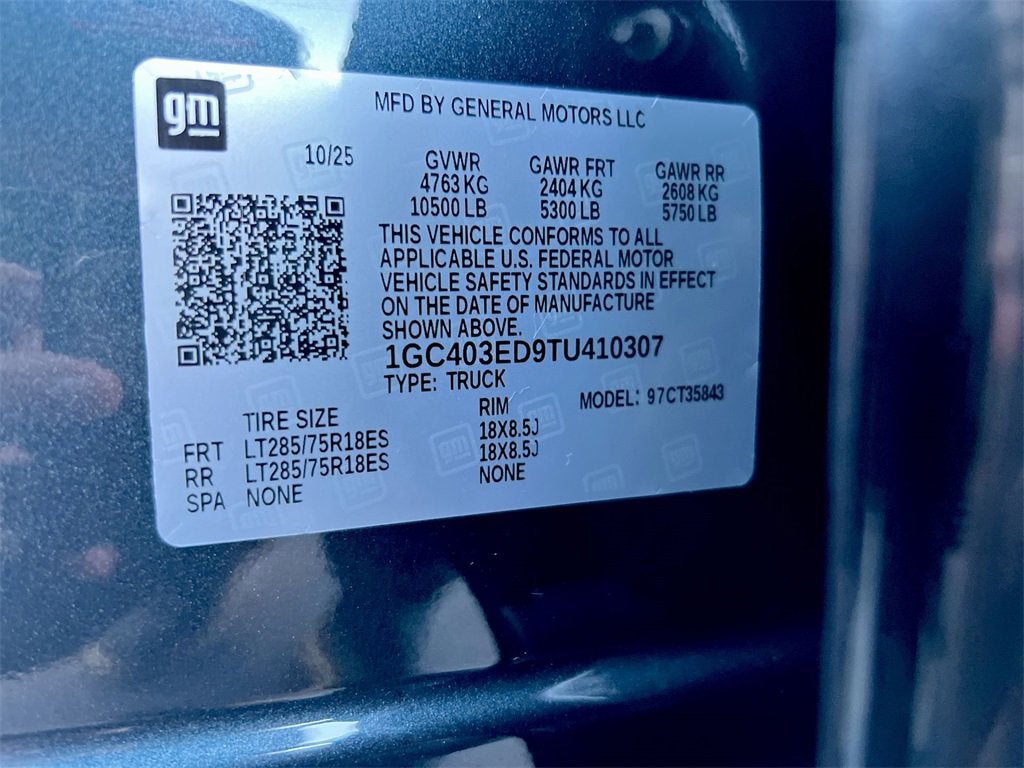 gm
MFD BY GENERAL MOTORS LLC
10/25
GVWR GAWR FRT GAWR RR
4763 KG 2404 KG 2608 KG
10500 LB 5300 LB 5750 LB
THIS VEHICLE CONFORMS TO ALL
APPLICABLE U.S. FEDERAL MOTOR
VEHICLE SAFETY STANDARDS IN EFFECT
ON THE DATE OF MANUFACTURE
SHOWN ABOVE.
1GC403ED9TU410307
TYPE: TRUCK
MODEL: 97CT35843
TIRE SIZE RIM
FRT LT285/75R18ES 18X8.5J
RR LT285/75R18ES 18X8.5J
SPA NONE NONE